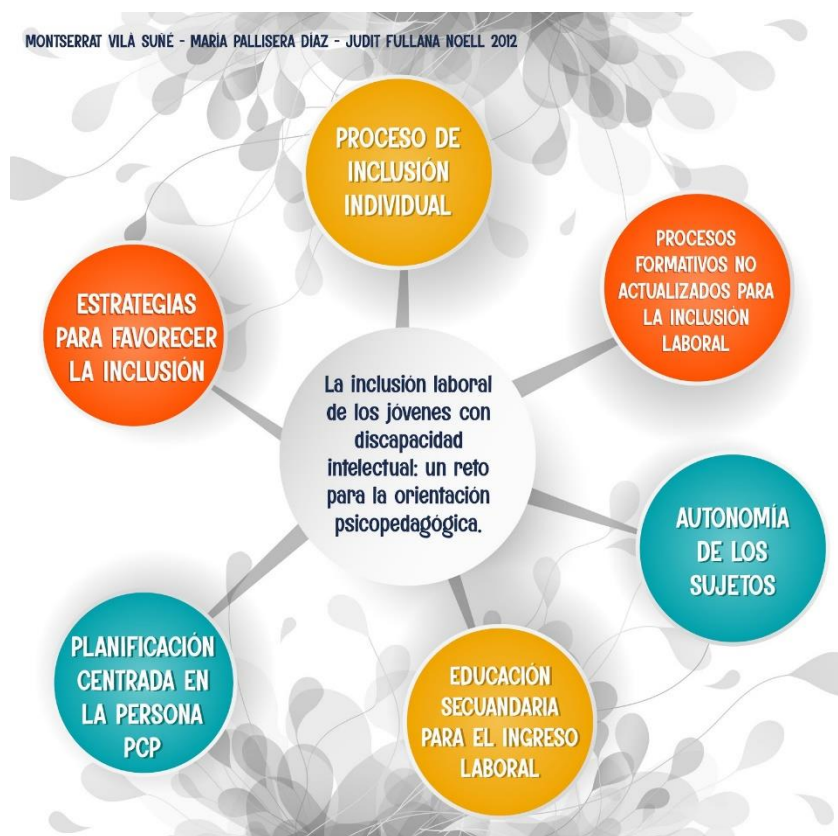 MONTSERRAT VILÀ SUÑÉ - MARÍA PALLISERA DÍAZ - JUDIT FULLANA NOELL 2012
PROCESO DE
INCLUSIÓN
INDIVIDUAL
PROCESOS
FORMATIVOS NO
ACTUALIZADOS PARA
LA INCLUSIÓN
LABORAL
ESTRATEGIAS
PARA FAVORECER
LA INCLUSIÓN
La inclusión laboral
de los jóvenes con
discapacidad
intelectual: un reto
para la orientación
psicopedagógica.
AUTONOMÍA
DE LOS
SUJETOS
PLANIFICACIÓN
CENTRADA EN
LA PERSONA
PCP
EDUCACIÓN
SECUANDARIA
PARA EL INGRESO
LABORAL